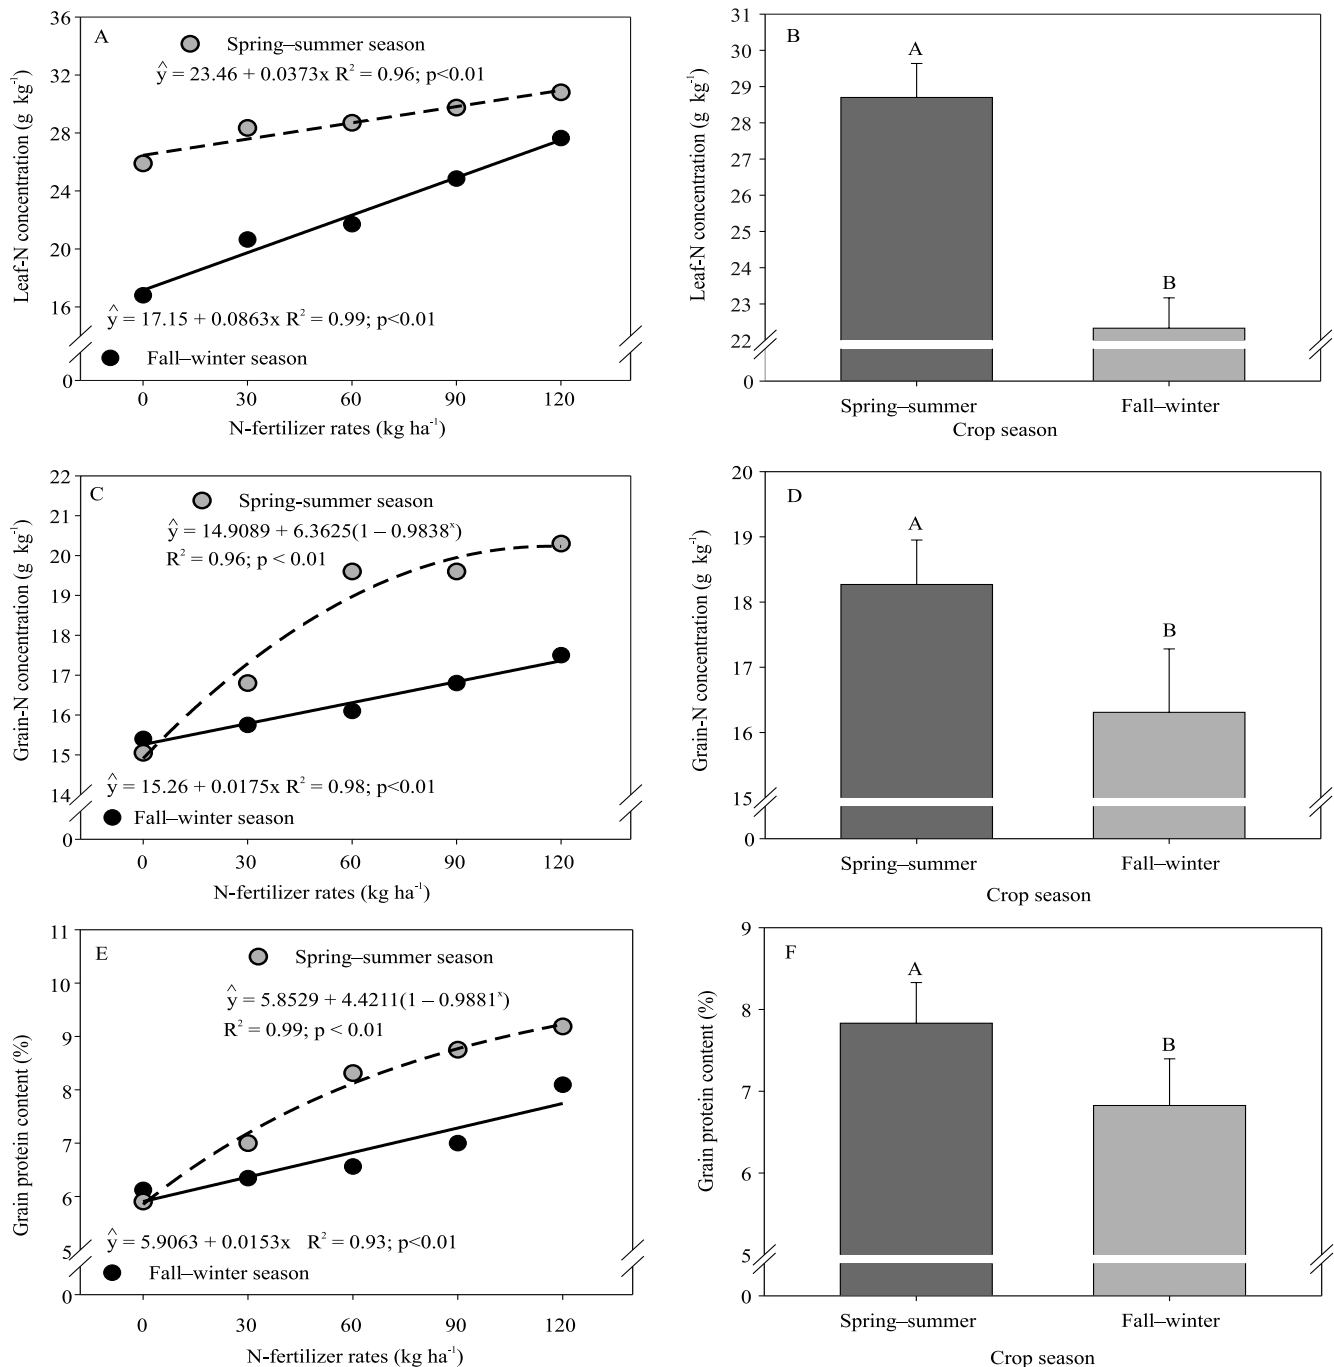 A
Spring–summer season
ŷ = 23.46 + 0.0373x R² = 0.96; p<0.01
36
32
28
24
20
16
0
Leaf-N concentration (g kg⁻¹)
ŷ = 17.15 + 0.0863x R² = 0.99; p<0.01
Fall–winter season
0 30 60 90 120
N-fertilizer rates (kg ha⁻¹)
B
31
30
29
28
27
26
25
24
23
22
0
Leaf-N concentration (g kg⁻¹)
A
B
Spring–summer Fall–winter
Crop season
C
Spring-summer season
ŷ = 14.9089 + 6.3625(1 – 0.9838ˣ)
R² = 0.96; p < 0.01
22
21
20
19
18
17
16
15
14
0
Grain-N concentration (g kg⁻¹)
ŷ = 15.26 + 0.0175x R² = 0.98; p<0.01
Fall–winter season
0 30 60 90 120
N-fertilizer rates (kg ha⁻¹)
D
20
19
18
17
16
15
0
Grain-N concentration (g kg⁻¹)
A
B
Spring–summer Fall–winter
Crop season
E
Spring–summer season
ŷ = 5.8529 + 4.4211(1 – 0.9881ˣ)
R² = 0.99; p < 0.01
11
10
9
8
7
6
5
0
Grain protein content (%)
ŷ = 5.9063 + 0.0153x R² = 0.93; p<0.01
Fall–winter season
0 30 60 90 120
N-fertilizer rates (kg ha⁻¹)
F
9
8
7
6
5
0
Grain protein content (%)
A
B
Spring–summer Fall–winter
Crop season